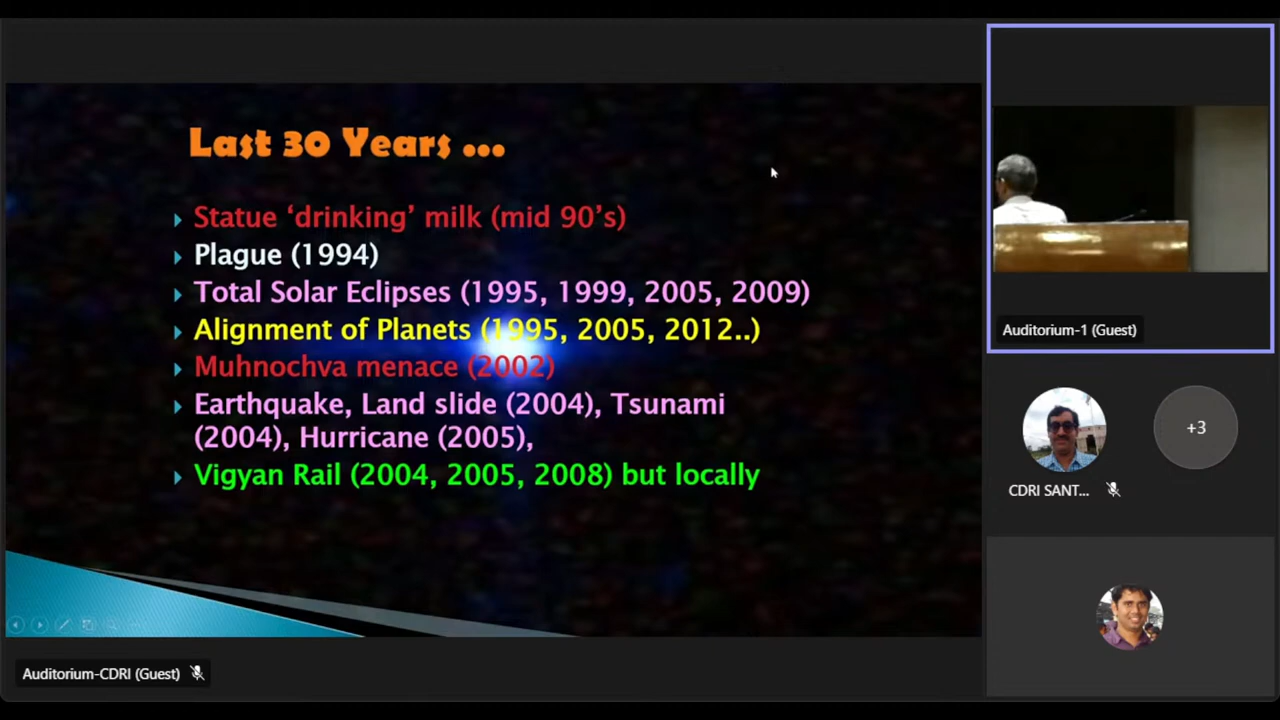 Last 30 Years ...
Statue ‘drinking’ milk (mid 90’s)
Plague (1994)
Total Solar Eclipses (1995, 1999, 2005, 2009)
Alignment of Planets (1995, 2005, 2012..)
Muhnochva menace (2002)
Earthquake, Land slide (2004), Tsunami
(2004), Hurricane (2005),
Vigyan Rail (2004, 2005, 2008) but locally
Auditorium-CDRI (Guest)
Auditorium-1 (Guest)
CDRI SANT...
+3